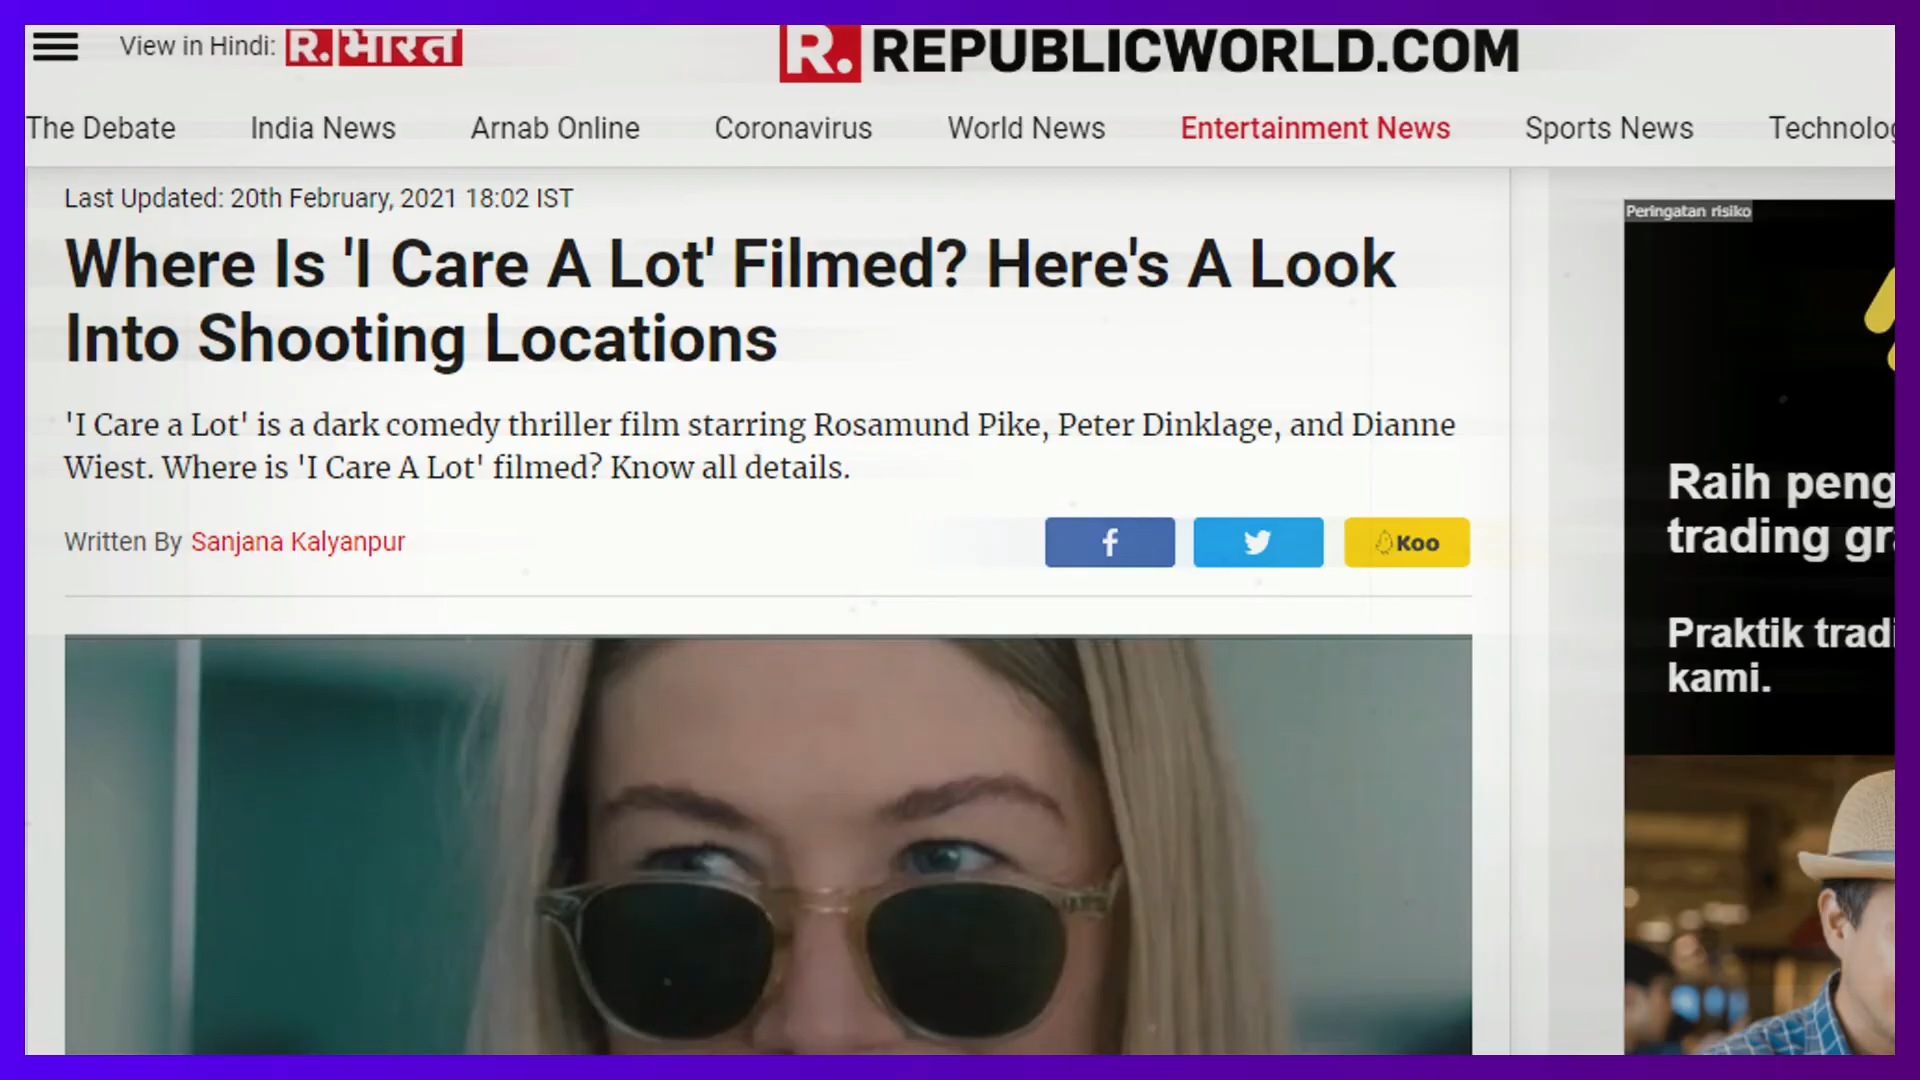 View in Hindi: R.भारत
R. REPUBLICWORLD.COM
The Debate India News Arnab Online Coronavirus World News Entertainment News Sports News Technolog
Last Updated: 20th February, 2021 18:02 IST
Where Is 'I Care A Lot' Filmed? Here's A Look
Into Shooting Locations
'I Care a Lot' is a dark comedy thriller film starring Rosamund Pike, Peter Dinklage, and Dianne
Wiest. Where is 'I Care A Lot' filmed? Know all details.
Written By Sanjana Kalyanpur
f
Koo
Peringatan risiko
Raih peng
trading gra
Praktik tradi
kami.